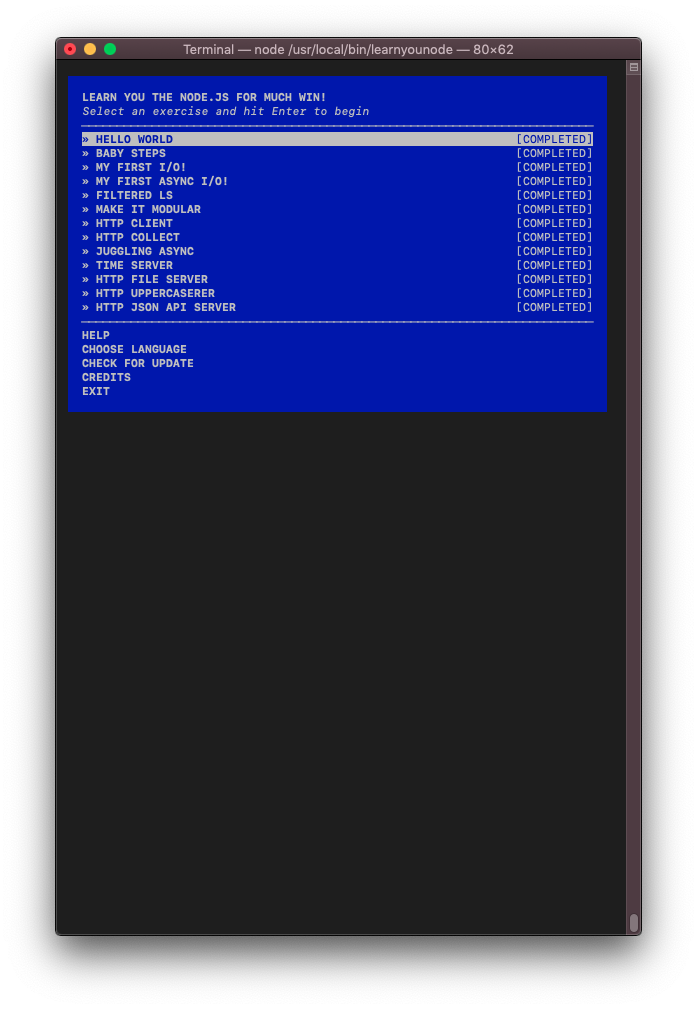 Terminal — node /usr/local/bin/learnyounode — 80×62
LEARN YOU THE NODE.JS FOR MUCH WIN!
Select an exercise and hit Enter to begin
» HELLO WORLD [COMPLETED]
» BABY STEPS [COMPLETED]
» MY FIRST I/O! [COMPLETED]
» MY FIRST ASYNC I/O! [COMPLETED]
» FILTERED LS [COMPLETED]
» MAKE IT MODULAR [COMPLETED]
» HTTP CLIENT [COMPLETED]
» HTTP COLLECT [COMPLETED]
» JUGGLING ASYNC [COMPLETED]
» TIME SERVER [COMPLETED]
» HTTP FILE SERVER [COMPLETED]
» HTTP UPPERCASERER [COMPLETED]
» HTTP JSON API SERVER [COMPLETED]
HELP
CHOOSE LANGUAGE
CHECK FOR UPDATE
CREDITS
EXIT